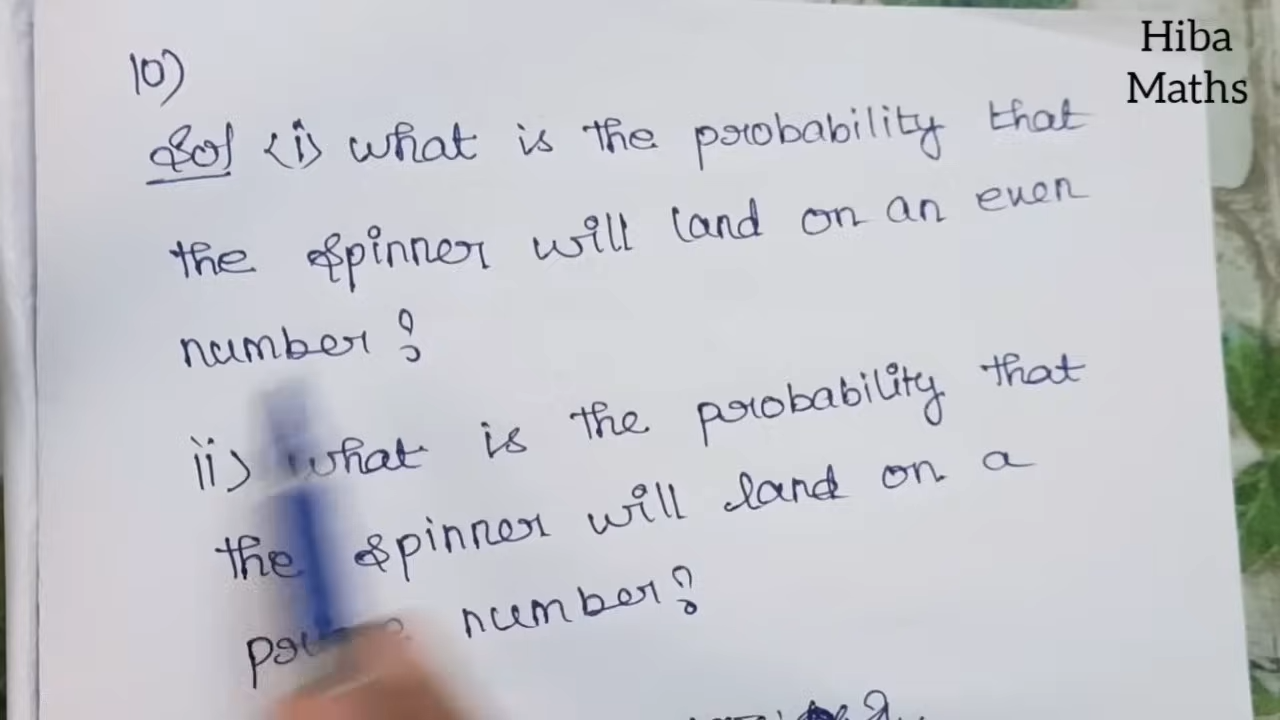 Hiba
Maths
10)
Sol (i) what is the probability that
the spinner will land on an even
number?
ii) what is the probability that
the spinner will land on a
number?